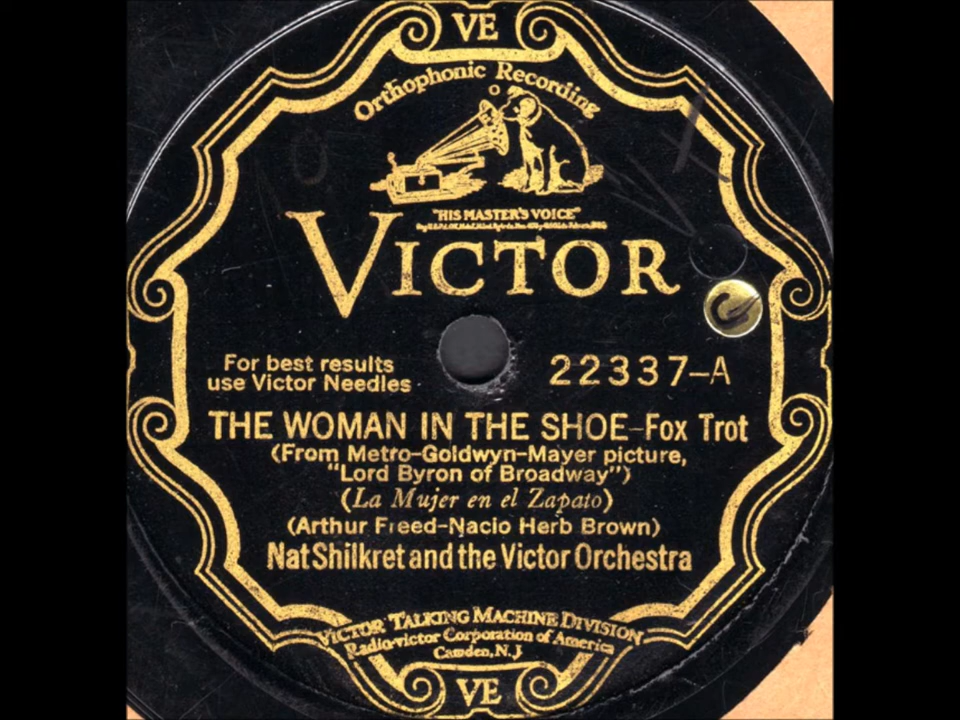 VE
Orthophonic Recording
"HIS MASTER'S VOICE"
VICTOR
For best results
use Victor Needles
22337-A
THE WOMAN IN THE SHOE-Fox Trot
(From Metro-Goldwyn-Mayer picture,
"Lord Byron of Broadway")
(La Mujer en el Zapato)
(Arthur Freed-Nacio Herb Brown)
Nat Shilkret and the Victor Orchestra
VICTOR TALKING MACHINE DIVISION
Radio-Victor Corporation of America
Camden, N.J.
VE